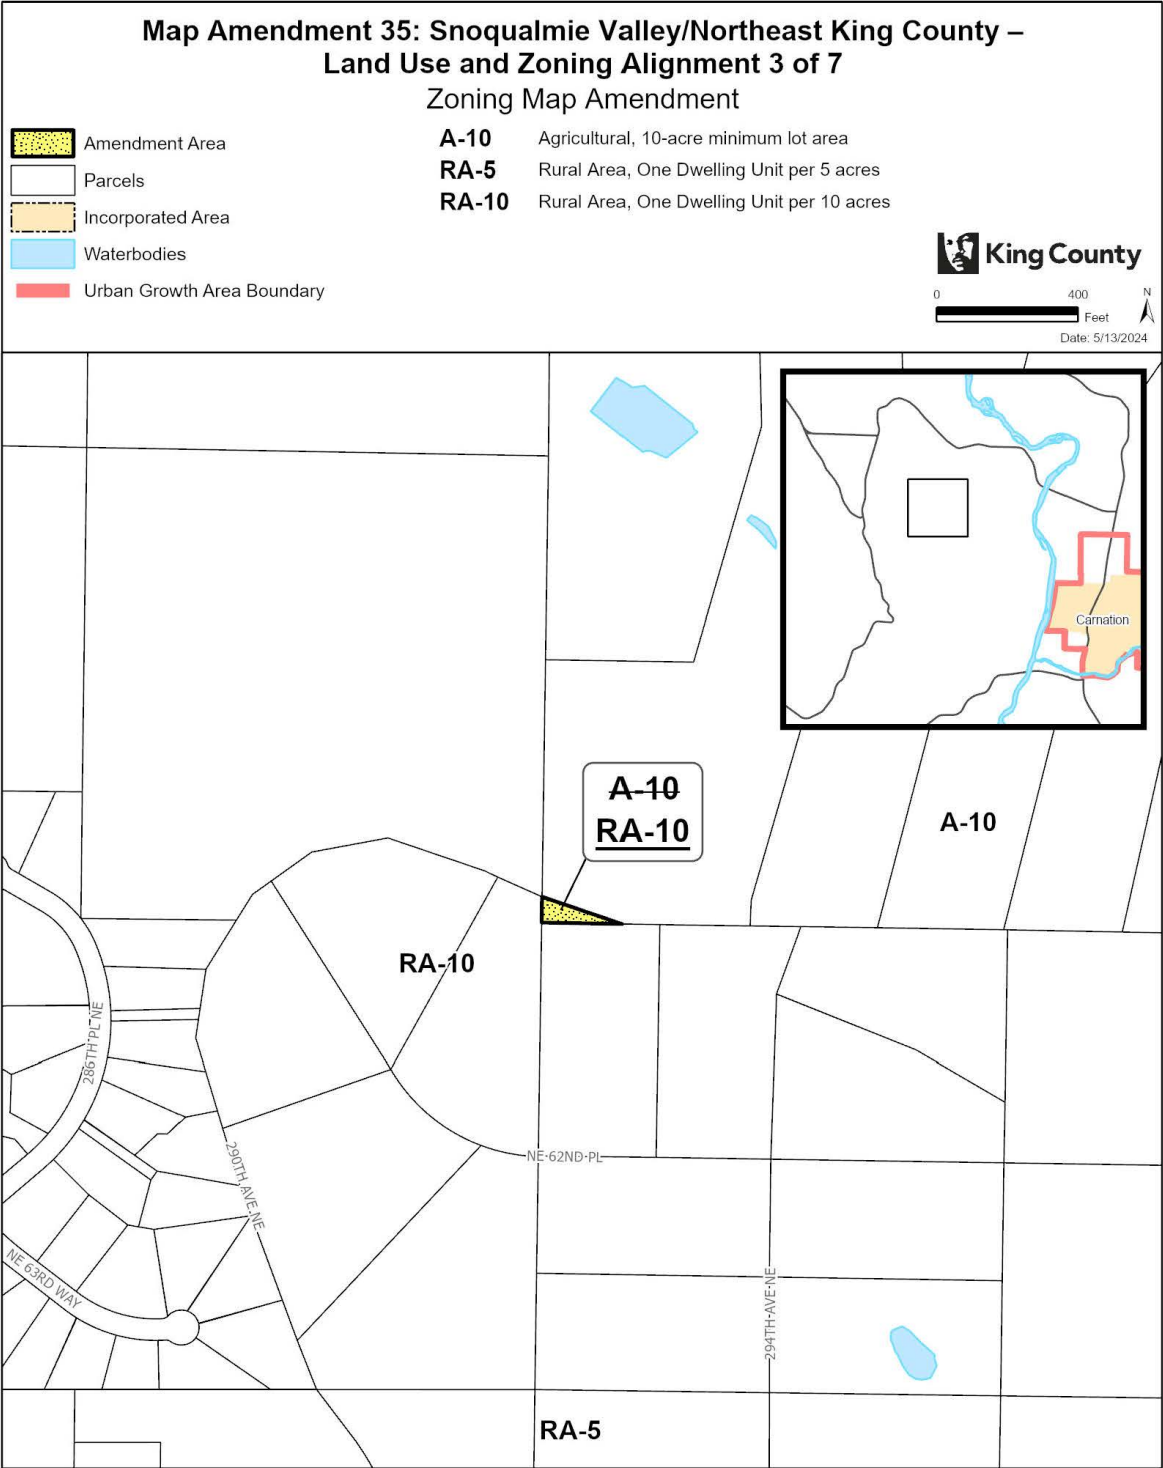 Map Amendment 35: Snoqualmie Valley/Northeast King County –
Land Use and Zoning Alignment 3 of 7
Zoning Map Amendment
Amendment Area
Parcels
Incorporated Area
Waterbodies
Urban Growth Area Boundary
A-10 Agricultural, 10-acre minimum lot area
RA-5 Rural Area, One Dwelling Unit per 5 acres
RA-10 Rural Area, One Dwelling Unit per 10 acres
King County
0 400
Feet
N
Date: 5/13/2024
Carnation
A-10
RA-10
A-10
RA-10
286TH PL NE
290TH AVE NE
NE 62ND PL
NE 63RD WAY
294TH AVE NE
RA-5